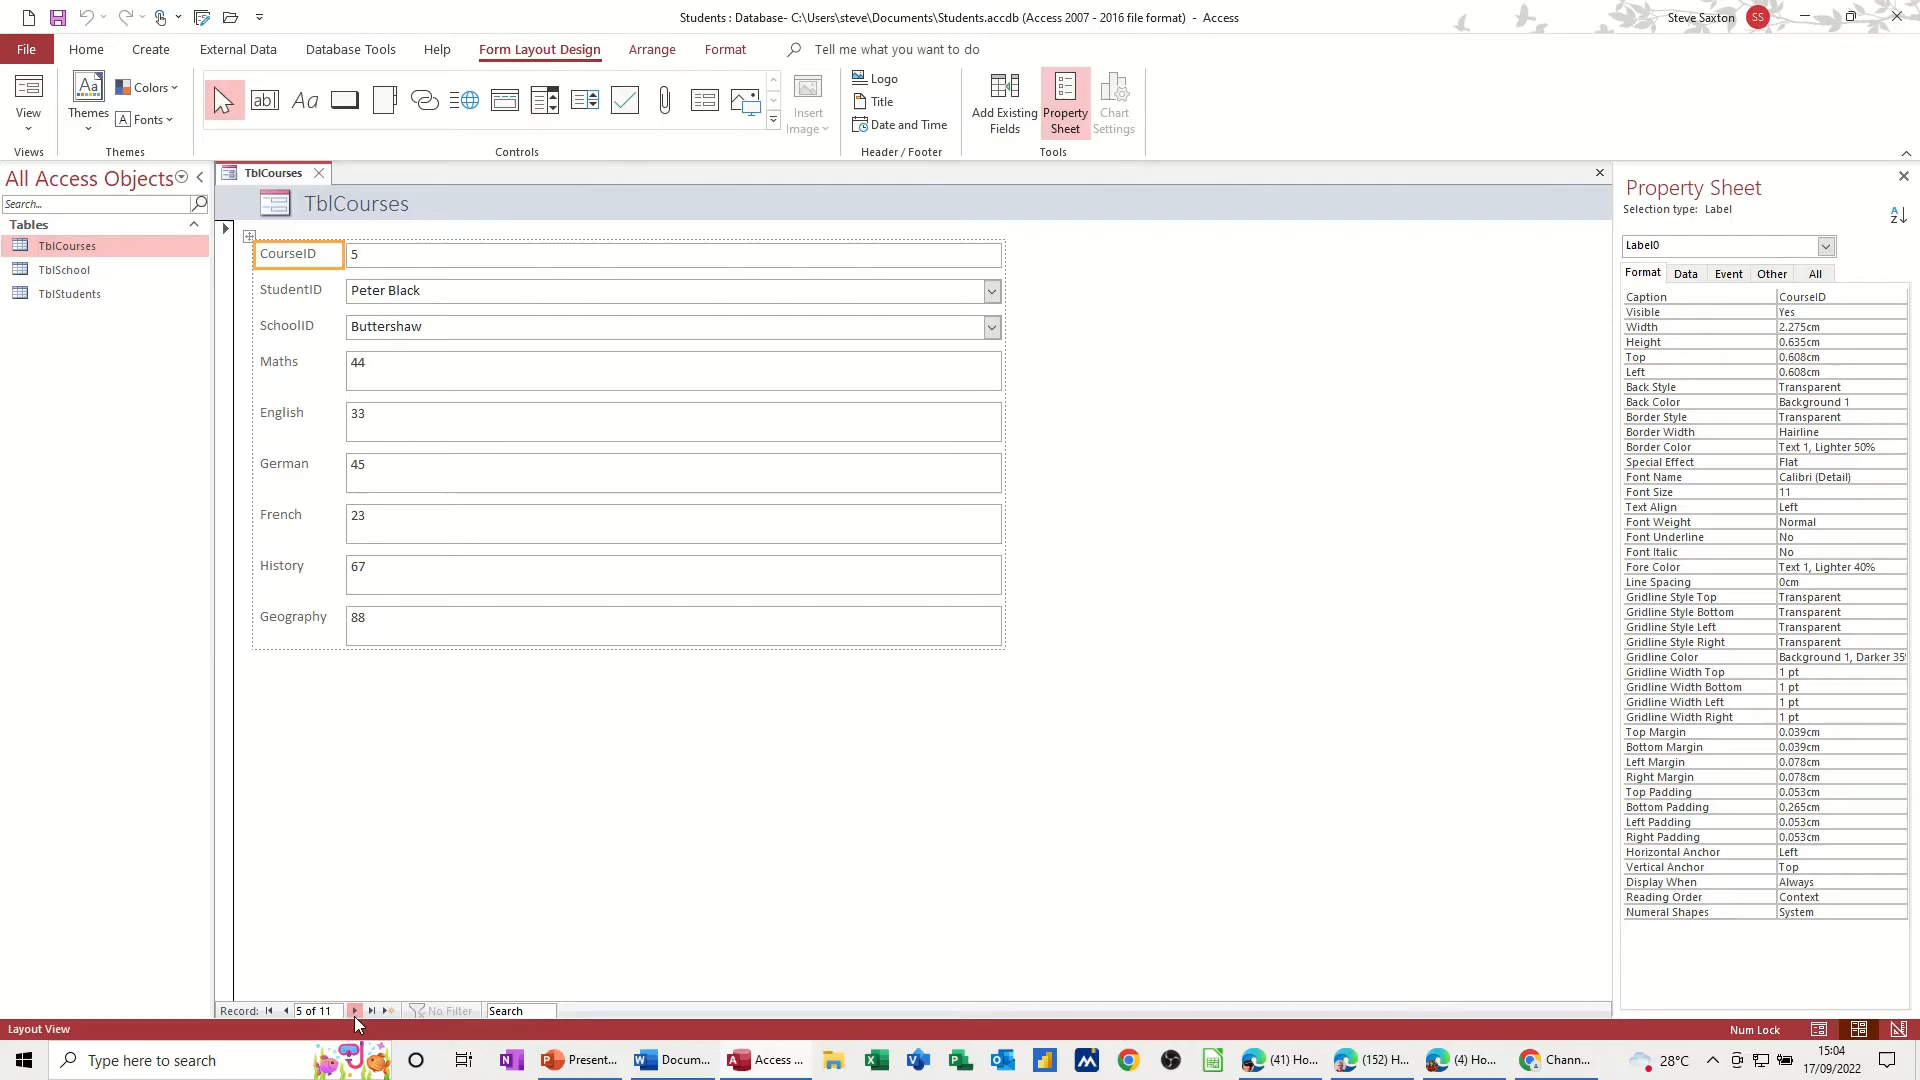 Students : Database- C:\Users\steve\Documents\Students.accdb (Access 2007 - 2016 file format) - Access
Steve Saxton
SS
File
Home
Create
External Data
Database Tools
Help
Form Layout Design
Arrange
Format
Tell me what you want to do
View
Views
Aa
Themes
Colors
A Fonts
Themes
ab|
Aa
Controls
Insert
Image
Logo
Title
Date and Time
Header / Footer
Add Existing
Fields
Property
Sheet
Chart
Settings
Tools
All Access Objects
Search...
Tables
TblCourses
TblSchool
TblStudents
TblCourses
TblCourses
CourseID 5
StudentID Peter Black
SchoolID Buttershaw
Maths 44
English 33
German 45
French 23
History 67
Geography 88
Record: 5 of 11 No Filter Search
Property Sheet
Selection type: Label
Label0
Format Data Event Other All
Caption CourseID
Visible Yes
Width 2.275cm
Height 0.635cm
Top 0.608cm
Left 0.608cm
Back Style Transparent
Back Color Background 1
Border Style Transparent
Border Width Hairline
Border Color Text 1, Lighter 50%
Special Effect Flat
Font Name Calibri (Detail)
Font Size 11
Text Align Left
Font Weight Normal
Font Underline No
Font Italic No
Fore Color Text 1, Lighter 40%
Line Spacing 0cm
Gridline Style Top Transparent
Gridline Style Bottom Transparent
Gridline Style Left Transparent
Gridline Style Right Transparent
Gridline Color Background 1, Darker 35%
Gridline Width Top 1 pt
Gridline Width Bottom 1 pt
Gridline Width Left 1 pt
Gridline Width Right 1 pt
Top Margin 0.039cm
Bottom Margin 0.039cm
Left Margin 0.078cm
Right Margin 0.078cm
Top Padding 0.053cm
Bottom Padding 0.265cm
Left Padding 0.053cm
Right Padding 0.053cm
Horizontal Anchor Left
Vertical Anchor Top
Display When Always
Reading Order Context
Numeral Shapes System
Layout View
Num Lock
Type here to search
Present...
Docum...
Access ...
(41) Ho...
(152) H...
(4) Ho...
Chann...
28°C
15:04
17/09/2022